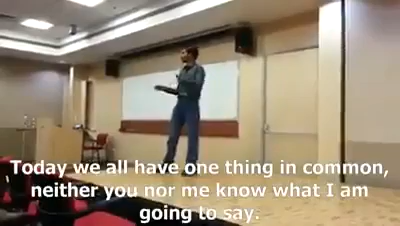 Today we all have one thing in common,
neither you nor me know what I am
going to say.